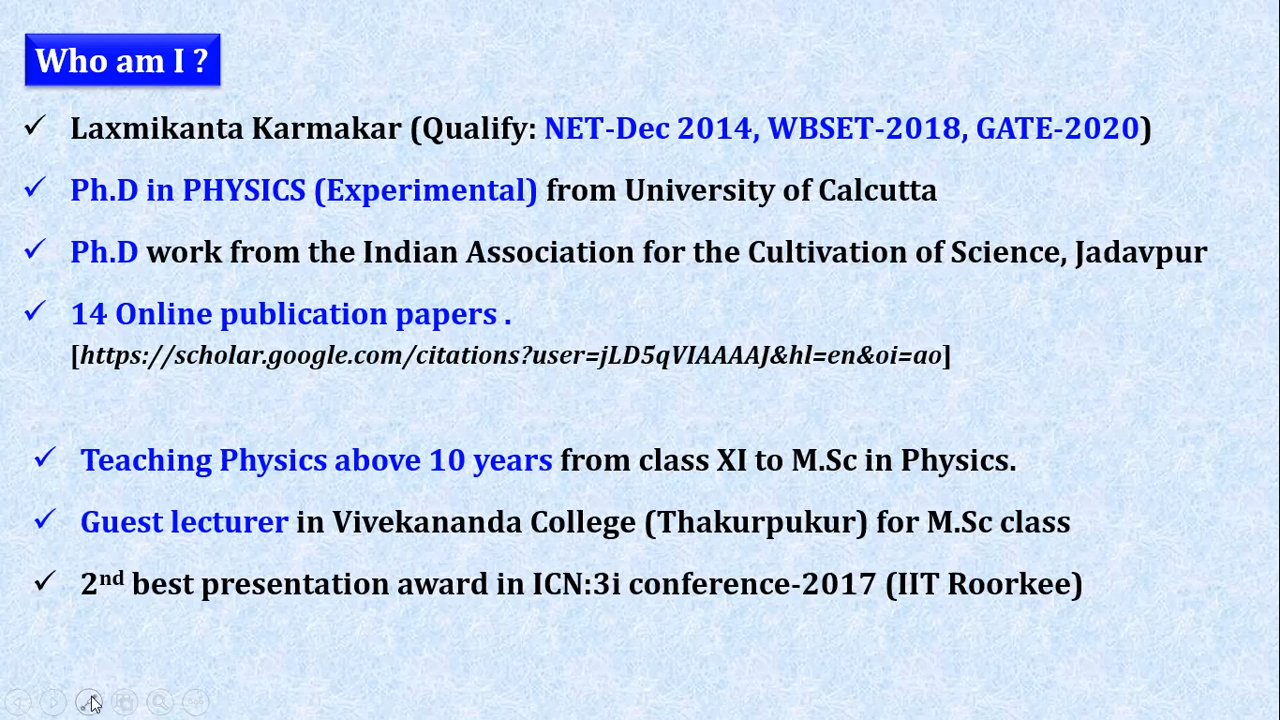 Who am I ?
✓ Laxmikanta Karmakar (Qualify: NET-Dec 2014, WBSET-2018, GATE-2020)
✓ Ph.D in PHYSICS (Experimental) from University of Calcutta
✓ Ph.D work from the Indian Association for the Cultivation of Science, Jadavpur
✓ 14 Online publication papers .
[https://scholar.google.com/citations?user=jLD5qVIAAAAJ&hl=en&oi=ao]
✓ Teaching Physics above 10 years from class XI to M.Sc in Physics.
✓ Guest lecturer in Vivekananda College (Thakurpukur) for M.Sc class
✓ 2nd best presentation award in ICN:3i conference-2017 (IIT Roorkee)